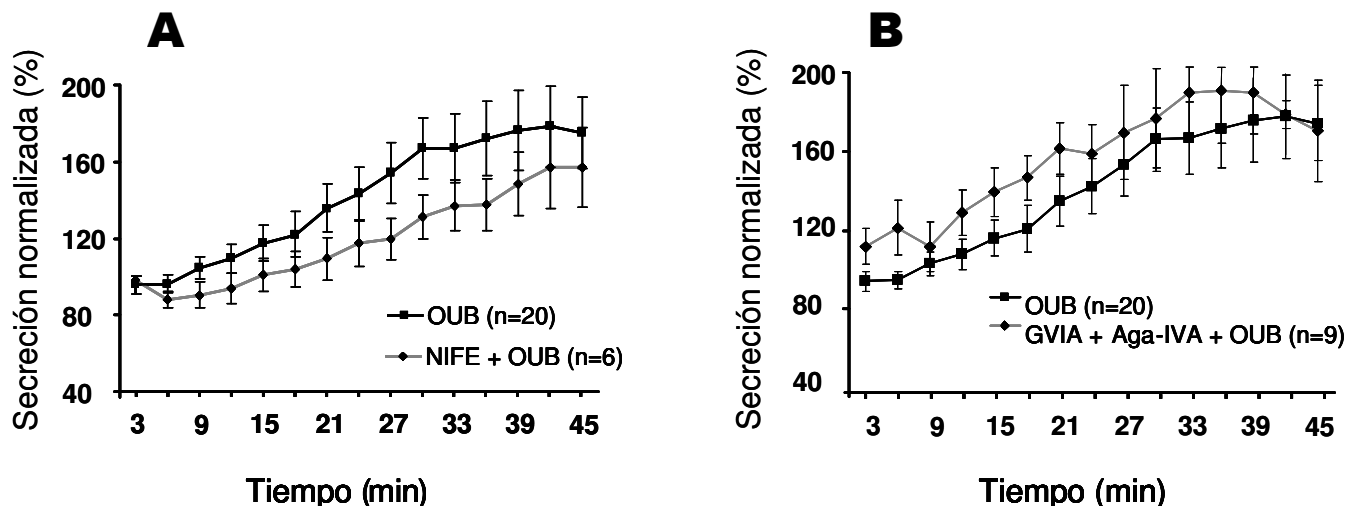 A
Secreción normalizada (%)
200
160
120
80
40
OUB (n=20)
NIFE + OUB (n=6)
3 9 15 21 27 33 39 45
Tiempo (min)
B
Secreción normalizada (%)
200
160
120
80
40
OUB (n=20)
GVIA + Aga-IVA + OUB (n=9)
3 9 15 21 27 33 39 45
Tiempo (min)